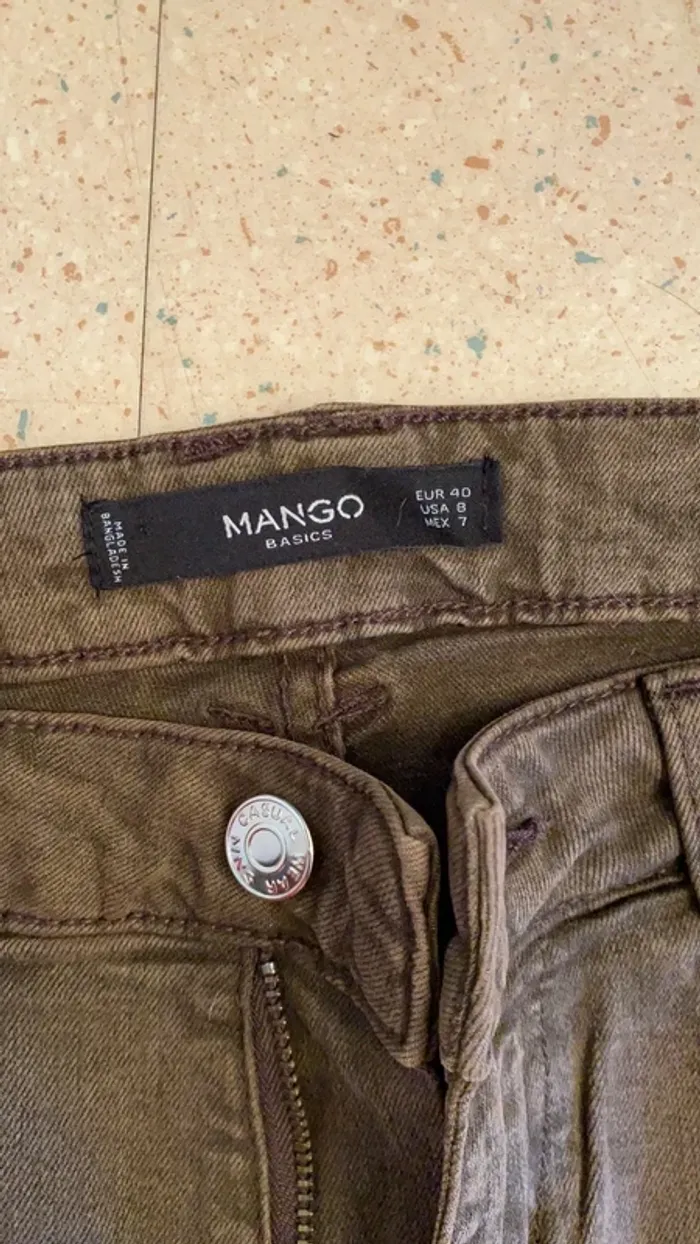 MADE IN
BANGLADESH
MANGO
BASICS
EUR 40
USA 8
MEX 7
CASUAL WEAR